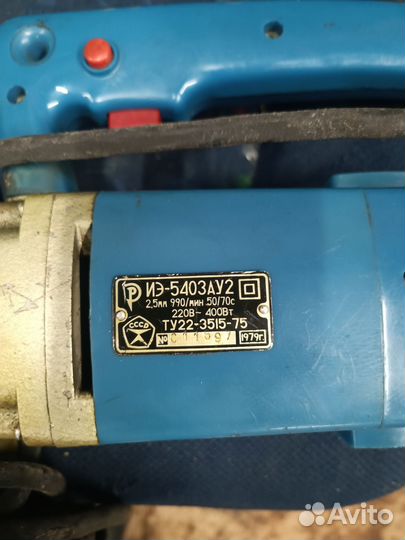 ИЭ-5403АУ2
2,5мм 990/мин 50/70с
220В~ 400Вт
ТУ22-3515-75
СССР
№
1979г.
Avito